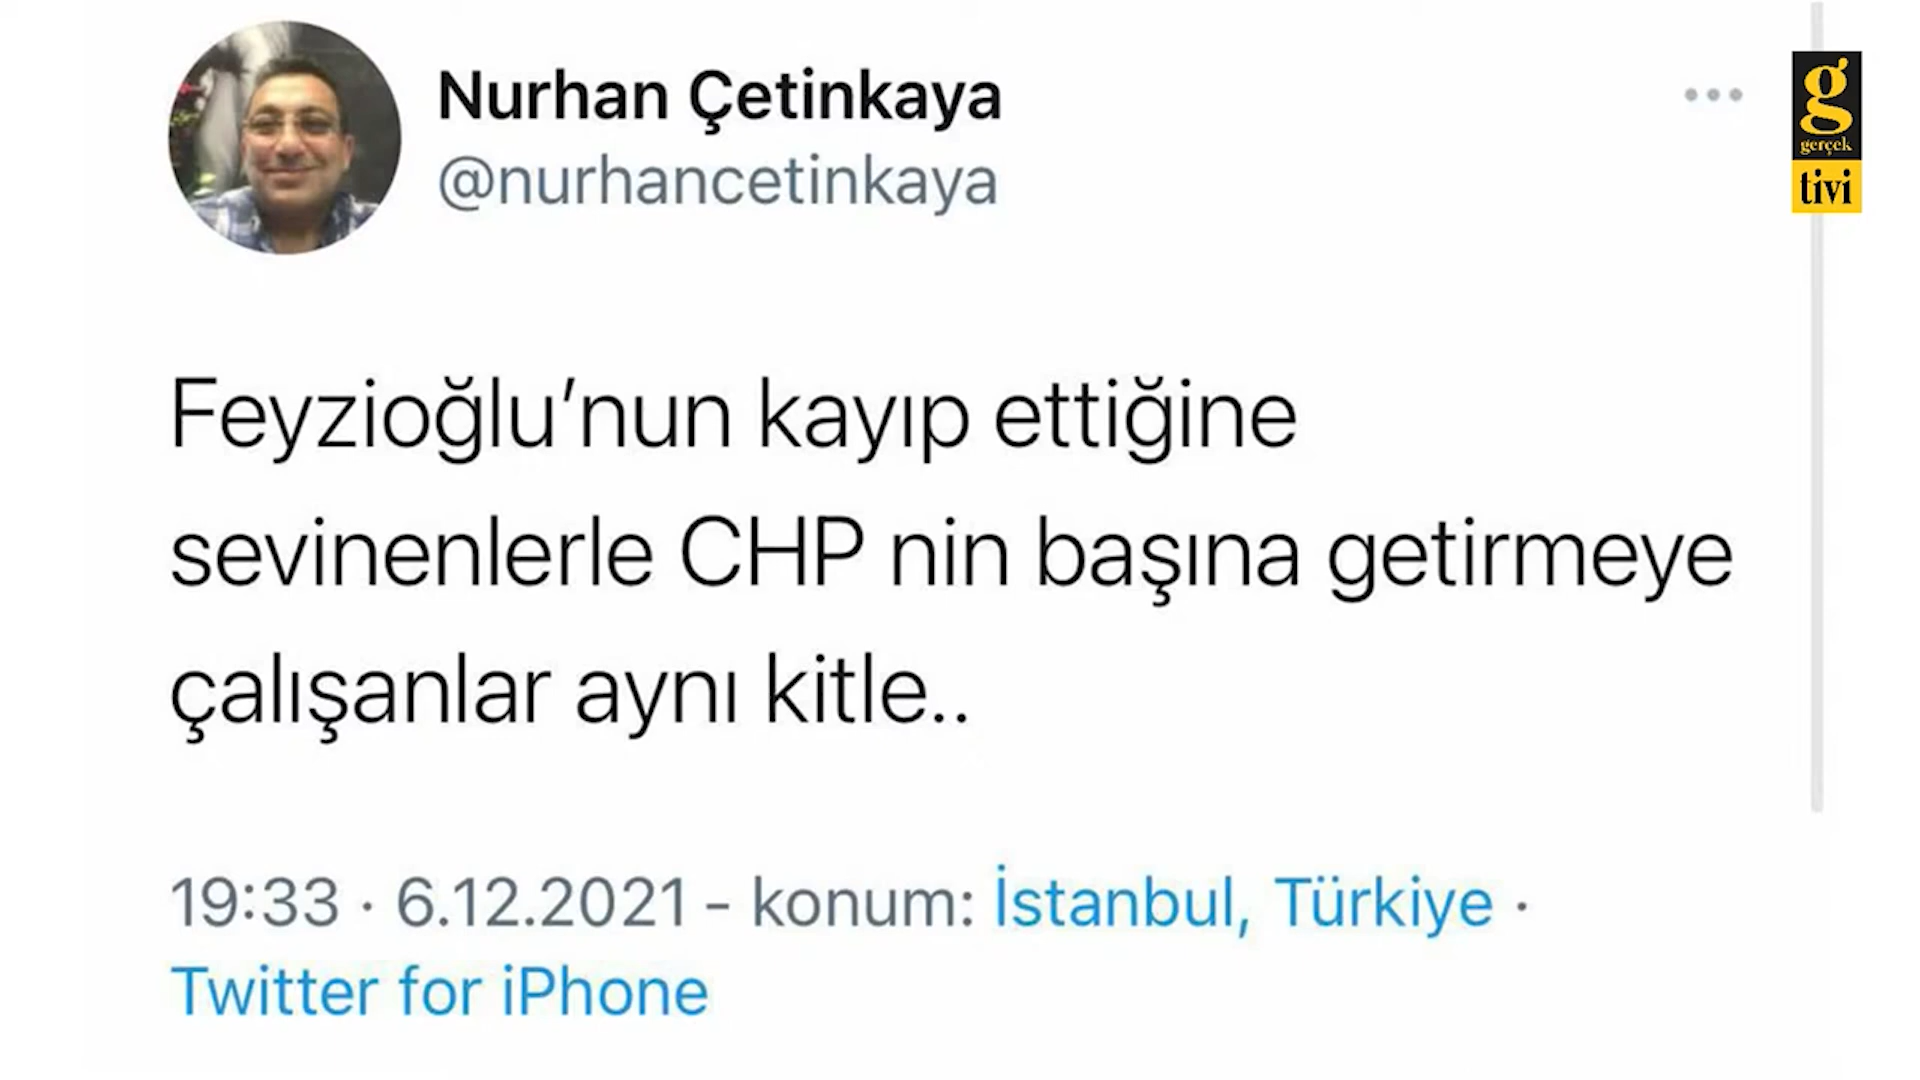 Nurhan Çetinkaya
@nurhancetinkaya
g
gerçek
tivi
Feyzioğlu’nun kayıp ettiğine
sevinenlerle CHP nin başına getirmeye
çalışanlar aynı kitle..
19:33 · 6.12.2021 - konum: İstanbul, Türkiye ·
Twitter for iPhone